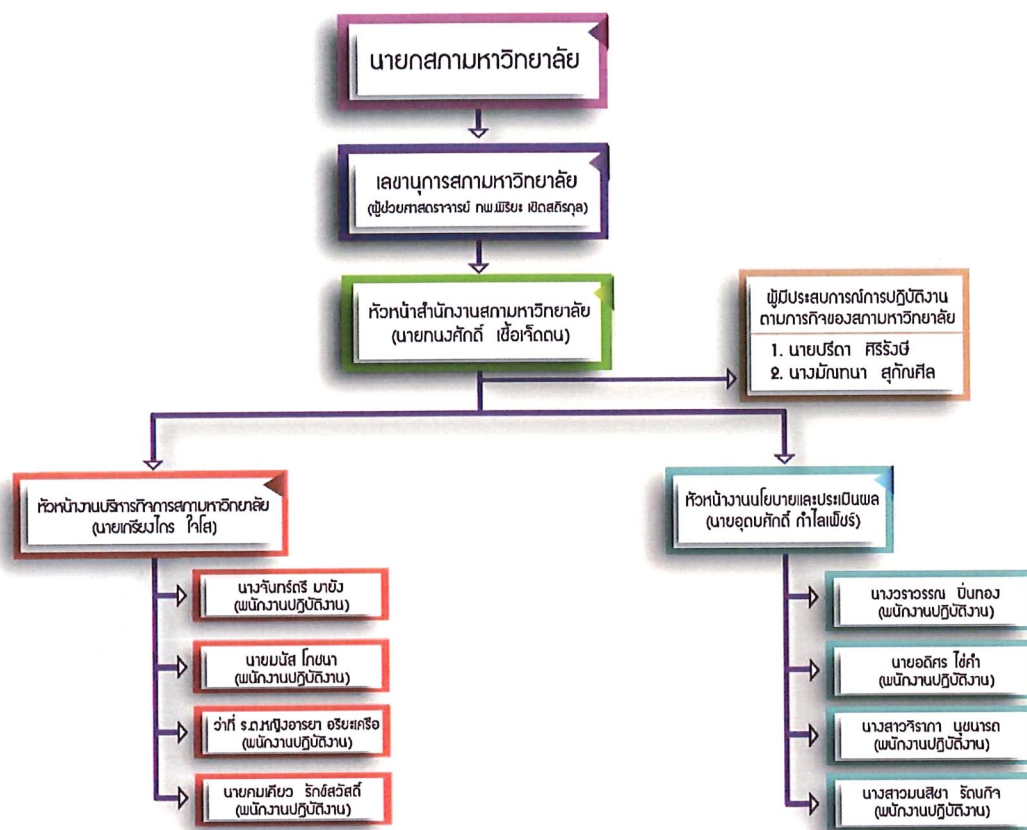 นายกสภามหาวิทยาลัย
เลขานุการสภามหาวิทยาลัย
(ผู้ช่วยศาสตราจารย์ ทพ.พิริยะ เชิดสถิรกุล)
หัวหน้าสำนักงานสภามหาวิทยาลัย
(นายทนงศักดิ์ เชื้อเจ็ดตน)
ผู้มีประสบการณ์การปฏิบัติงาน
ตามภารกิจของสภามหาวิทยาลัย
1. นายปรีดา ศิริรังษี
2. นางมัณฑนา สุกัณศีล
หัวหน้างานบริหารกิจการสภามหาวิทยาลัย
(นายเกรียงไกร ใจโส)
นางจันทร์ตรี มายัง
(พนักงานปฏิบัติงาน)
นายมนัส โภชนา
(พนักงานปฏิบัติงาน)
ว่าที่ ร.ต.หญิงอารยา อริยะเครือ
(พนักงานปฏิบัติงาน)
นายคมเคียว รักษ์สวัสดิ์
(พนักงานปฏิบัติงาน)
หัวหน้างานนโยบายและประเมินผล
(นายอุดมศักดิ์ กำไลเพ็ชร์)
นางวราวรรณ ปิ่นทอง
(พนักงานปฏิบัติงาน)
นายอดิศร ไข่คำ
(พนักงานปฏิบัติงาน)
นางสาวจิราภา นุชนารถ
(พนักงานปฏิบัติงาน)
นางสาวมนสิชา รัตนกิจ
(พนักงานปฏิบัติงาน)